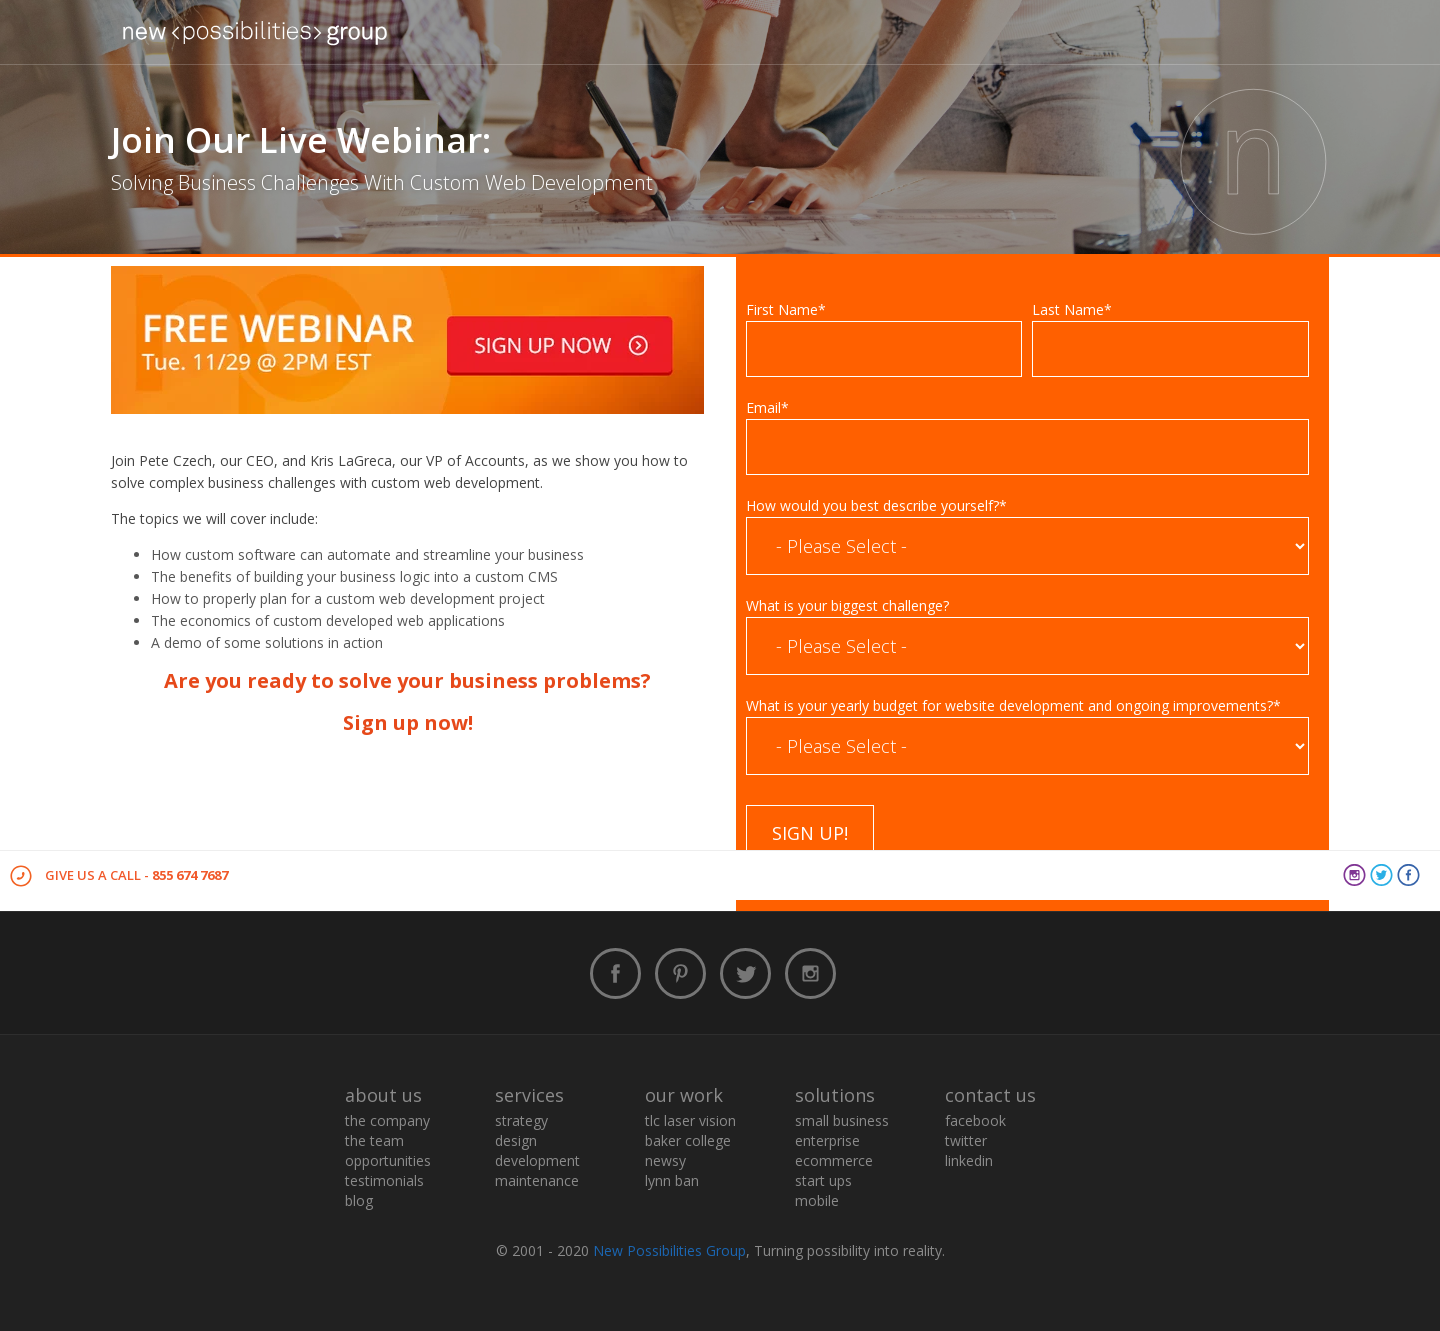 new <possibilities> group
Join Our Live Webinar:
Solving Business Challenges With Custom Web Development
n
FREE WEBINAR
Tue. 11/29 @ 2PM EST
SIGN UP NOW
Join Pete Czech, our CEO, and Kris LaGreca, our VP of Accounts, as we show you how to
solve complex business challenges with custom web development.
The topics we will cover include:
How custom software can automate and streamline your business
The benefits of building your business logic into a custom CMS
How to properly plan for a custom web development project
The economics of custom developed web applications
A demo of some solutions in action
Are you ready to solve your business problems?
Sign up now!
First Name*
Last Name*
Email*
How would you best describe yourself?*
- Please Select -
What is your biggest challenge?
- Please Select -
What is your yearly budget for website development and ongoing improvements?*
- Please Select -
SIGN UP!
GIVE US A CALL - 855 674 7687
about us
the company
the team
opportunities
testimonials
blog
services
strategy
design
development
maintenance
our work
tlc laser vision
baker college
newsy
lynn ban
solutions
small business
enterprise
ecommerce
start ups
mobile
contact us
facebook
twitter
linkedin
© 2001 - 2020 New Possibilities Group, Turning possibility into reality.